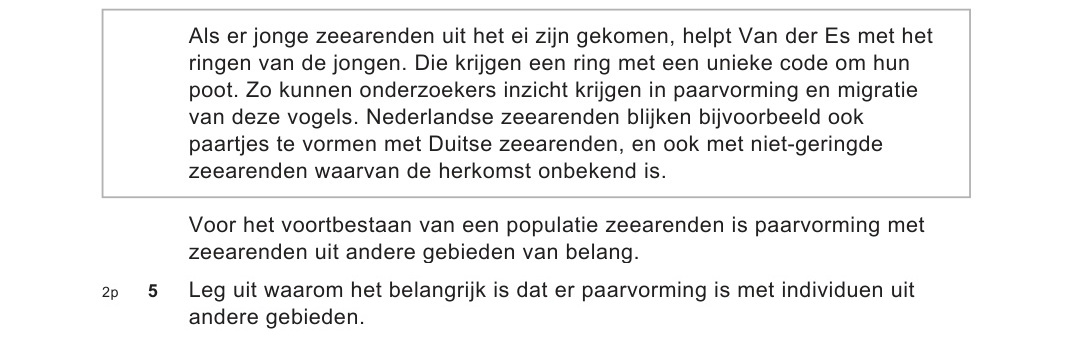 Als er jonge zeearenden uit het ei zijn gekomen, helpt Van der Es met het
ringen van de jongen. Die krijgen een ring met een unieke code om hun
poot. Zo kunnen onderzoekers inzicht krijgen in paarvorming en migratie
van deze vogels. Nederlandse zeearenden blijken bijvoorbeeld ook
paartjes te vormen met Duitse zeearenden, en ook met niet-geringde
zeearenden waarvan de herkomst onbekend is.
Voor het voortbestaan van een populatie zeearenden is paarvorming met
zeearenden uit andere gebieden van belang.
2p 5 Leg uit waarom het belangrijk is dat er paarvorming is met individuen uit
andere gebieden.